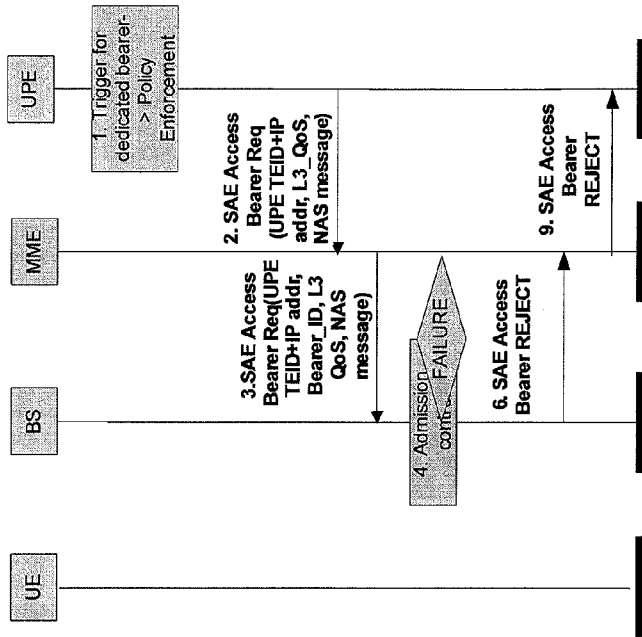 UE
BS
MME
UPE
1. Trigger for
dedicated bearer-
> Policy
Enforcement
2. SAE Access
Bearer Req
(UPE TEID+IP
addr, L3_QoS,
NAS message)
3.SAE Access
Bearer Req(UPE
TEID+IP addr,
Bearer_ID, L3
QoS, NAS
message)
4. Admission
FAILURE
6. SAE Access
Bearer REJECT
9. SAE Access
Bearer
REJECT